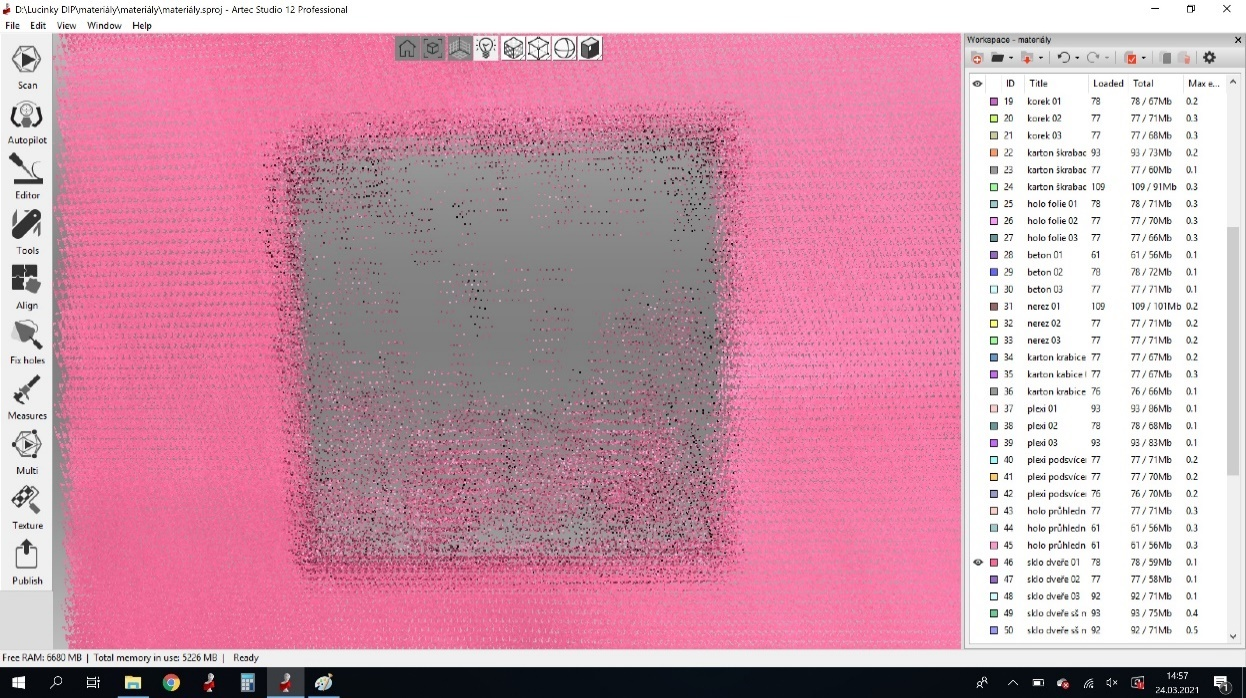 D:\Lucinky DIP\materiály\materiály\materiály.sproj - Artec Studio 12 Professional
File Edit View Window Help
Scan
Autopilot
Editor
Tools
Align
Fix holes
Measures
Multi
Texture
Publish
Workspace - materiály
ID Title Loaded Total Max e...
19 korek 01 78 78 / 67Mb 0.2
20 korek 02 77 77 / 71Mb 0.3
21 korek 03 77 77 / 68Mb 0.3
22 karton škrabac 93 93 / 73Mb 0.2
23 karton škrabac 77 77 / 60Mb 0.1
24 karton škrabac 109 109 / 91Mb 0.3
25 holo folie 01 78 78 / 71Mb 0.3
26 holo folie 02 77 77 / 70Mb 0.3
27 holo folie 03 77 77 / 66Mb 0.3
28 beton 01 61 61 / 56Mb 0.1
29 beton 02 78 78 / 72Mb 0.1
30 beton 03 77 77 / 71Mb 0.1
31 nerez 01 109 109 / 101Mb 0.2
32 nerez 02 77 77 / 71Mb 0.2
33 nerez 03 77 77 / 71Mb 0.2
34 karton krabice 77 77 / 67Mb 0.2
35 karton kabice 77 77 / 67Mb 0.3
36 karton krabice 76 76 / 66Mb 0.1
37 plexi 01 93 93 / 86Mb 0.1
38 plexi 02 78 78 / 68Mb 0.1
39 plexi 03 93 93 / 83Mb 0.1
40 plexi podsvíce 77 77 / 71Mb 0.2
41 plexi podsvíce 77 77 / 70Mb 0.2
42 plexi podsvíce 76 76 / 70Mb 0.2
43 holo průhledn 77 77 / 71Mb 0.3
44 holo průhledn 61 61 / 56Mb 0.3
45 holo průhledn 61 61 / 56Mb 0.3
46 sklo dveře 01 78 78 / 59Mb 0.1
47 sklo dveře 02 77 77 / 58Mb 0.1
48 sklo dveře 03 92 92 / 71Mb 0.1
49 sklo dveře sš n 93 93 / 75Mb 0.4
50 sklo dveře sš n 92 92 / 71Mb 0.5
Free RAM: 6680 MB | Total memory in use: 5226 MB | Ready
14:57
24.03.2021
1